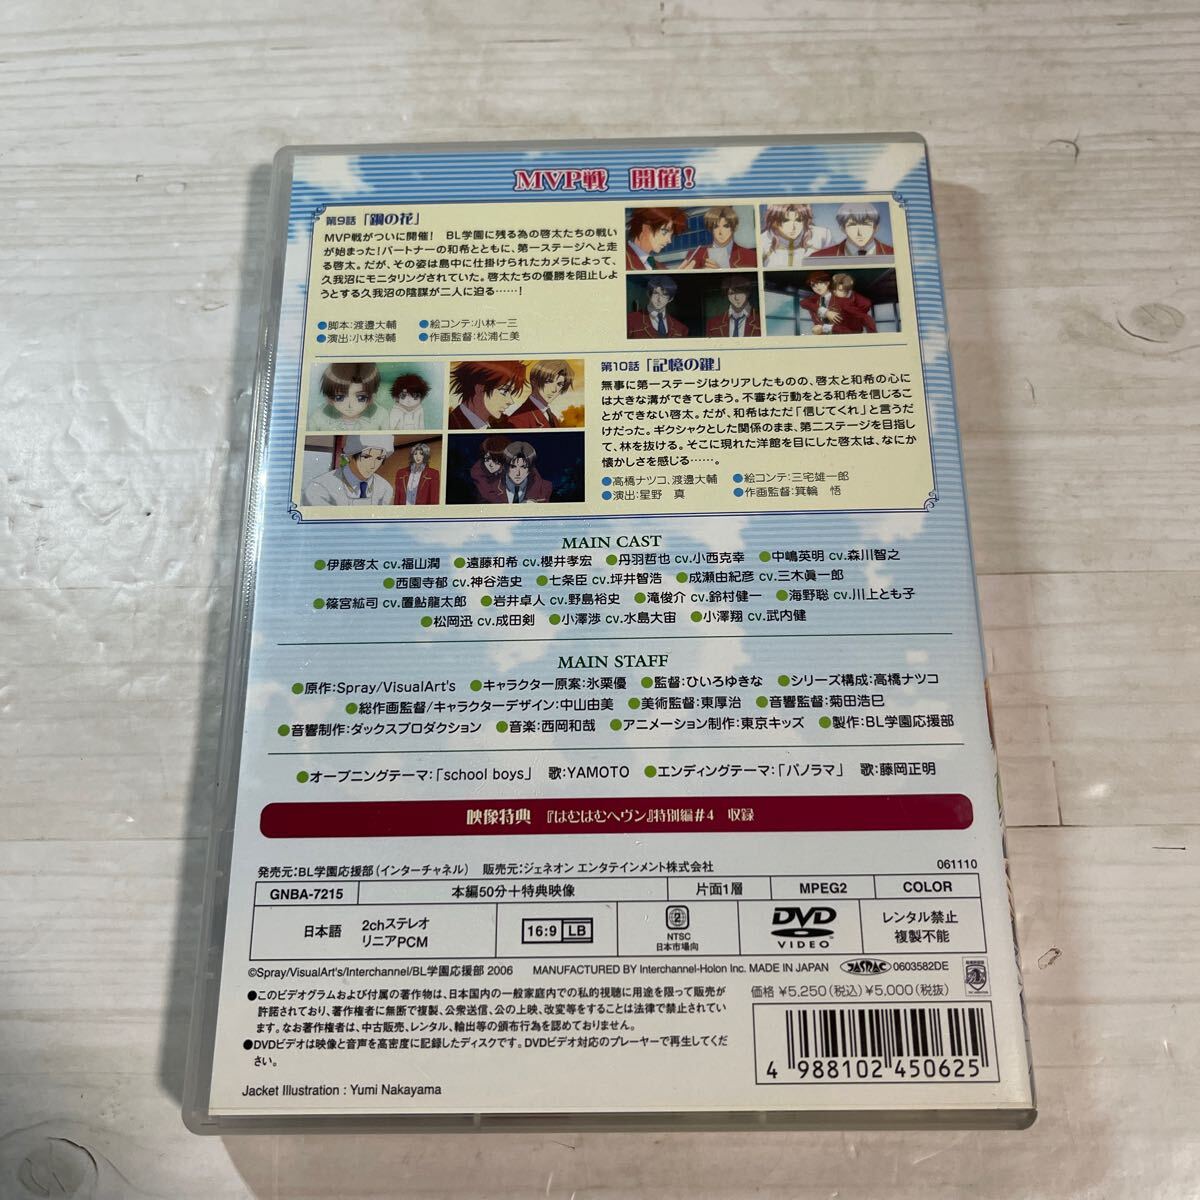 MVP戦 開催!
第9話「鋼の花」
MVP戦がついに開催! BL学園に残る為の啓太たちの戦い
が始まった!パートナーの和希とともに、第一ステージへと走
る啓太。だが、その姿は島中に仕掛けられたカメラによって、
久我沼にモニタリングされていた。啓太たちの優勝を阻止しよ
うとする久我沼の陰謀が二人に迫る……!
●脚本:渡邊大輔 ●絵コンテ:小林一三
●演出:小林浩輔 ●作画監督:松浦仁美
第10話「記憶の鍵」
無事に第一ステージはクリアしたものの、啓太と和希の心に
は大きな溝ができてしまう。不審な行動をとる和希を信じるこ
とができない啓太。だが、和希はただ「信じてくれ」と言うだ
けだった。ギクシャクとした関係のまま、第二ステージを目指し
て、林を抜ける。そこに現れた洋館を目にした啓太は、なにか
懐かしさを感じる……。
●高橋ナツコ、渡邊大輔 ●絵コンテ:三宅雄一郎
●演出:星野 真 ●作画監督:箕輪 悟
MAIN CAST
●伊藤啓太 cv.福山潤 ●遠藤和希 cv.櫻井孝宏 ●丹羽哲也 cv.小西克幸 ●中嶋英明 cv.森川智之
●西園寺郁 cv.神谷浩史 ●七条臣 cv.坪井智浩 ●成瀬由紀彦 cv.三木眞一郎
●篠宮紘司 cv.置鮎龍太郎 ●岩井卓人 cv.野島裕史 ●滝俊介 cv.鈴村健一 ●海野聡 cv.川上とも子
●松岡迅 cv.成田剣 ●小澤渉 cv.水島大宙 ●小澤翔 cv.武内健
MAIN STAFF
●原作:Spray/VisualArt's ●キャラクター原案:氷栗優 ●監督:ひいろゆきな ●シリーズ構成:高橋ナツコ
●総作画監督/キャラクターデザイン:中山由美 ●美術監督:東厚治 ●音響監督:菊田浩巳
●音響制作:ダックスプロダクション ●音楽:西岡和哉 ●アニメーション制作:東京キッズ ●製作:BL学園応援部
●オープニングテーマ:「school boys」 歌:YAMOTO ●エンディングテーマ:「パノラマ」 歌:藤岡正明
映像特典 『はむはむヘヴン』特別編#4 収録
発売元:BL学園応援部(インターチャネル) 販売元:ジェネオン エンタテインメント株式会社 061110
GNBA-7215 本編50分+特典映像 片面1層 MPEG2 COLOR
日本語 2chステレオ
リニアPCM
16:9 LB
2
NTSC
日本市場向
DVD
VIDEO
レンタル禁止
複製不能
©Spray/VisualArt's/Interchannel/BL学園応援部 2006 MANUFACTURED BY Interchannel-Holon Inc. MADE IN JAPAN JASRAC 0603582DE
価格 ¥5,250(税込) ¥5,000(税抜)
●このビデオグラムおよび付属の著作物は、日本国内の一般家庭内での私的視聴に用途を限って販売が
許諾されており、著作権者に無断で複製、公衆送信、公の上映、改変等をすることは法律で禁止されてい
ます。なお著作権者は、中古販売、レンタル、輸出等の頒布行為を認めておりません。
●DVDビデオは映像と音声を高密度に記録したディスクです。DVDビデオ対応のプレーヤーで再生してくだ
さい。
4 988102 450625
Jacket Illustration : Yumi Nakayama